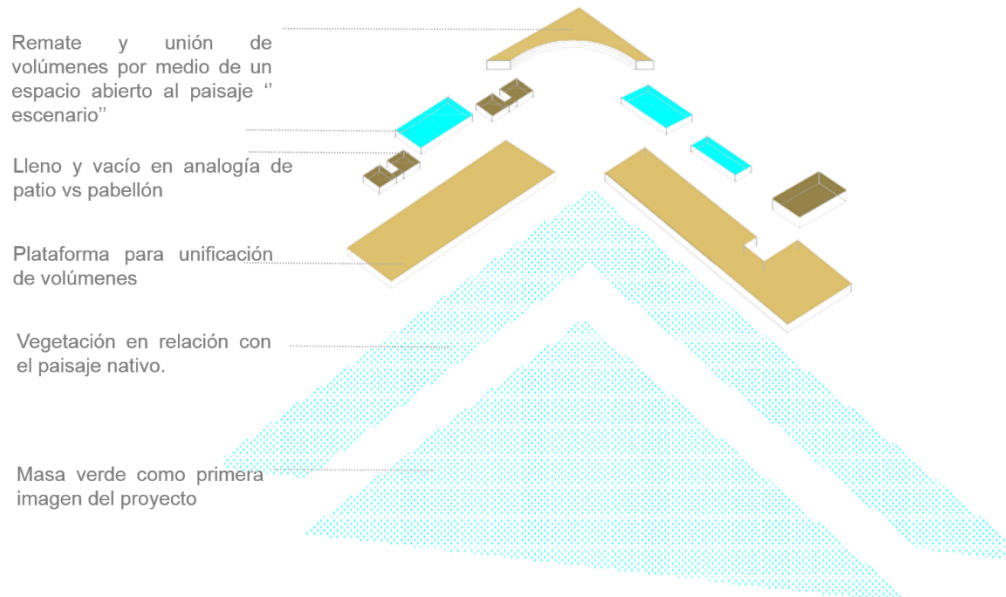 Remate y unión de
volúmenes por medio de un
espacio abierto al paisaje ‘’
escenario’’
Lleno y vacío en analogía de
patio vs pabellón
Plataforma para unificación
de volúmenes
Vegetación en relación con
el paisaje nativo.
Masa verde como primera
imagen del proyecto